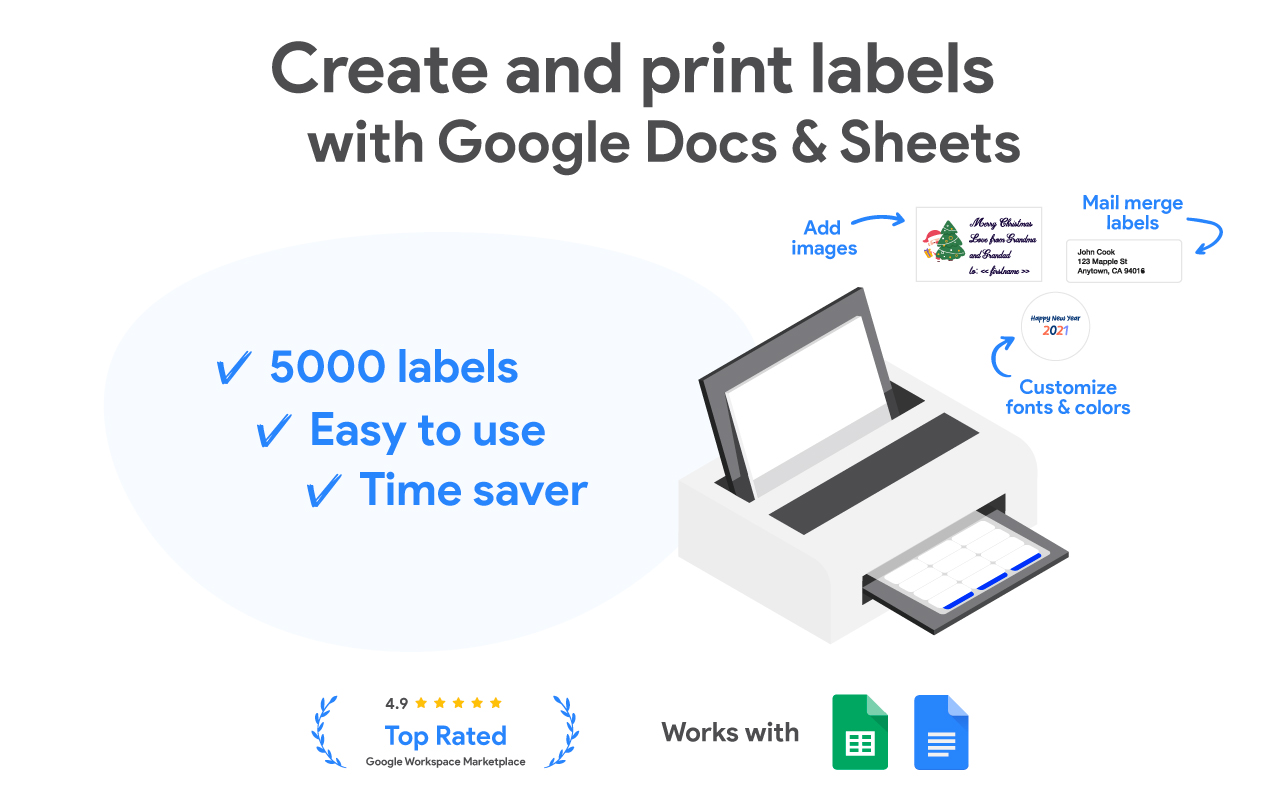 Create and print labels
with Google Docs & Sheets
Add
images
Merry Christmas
Love from Grandma
and Grandad
to: << firstname >>
Mail merge
labels
John Cook
123 Mapple St
Anytown, CA 94016
Happy New Year
2021
Customize
fonts & colors
✓ 5000 labels
✓ Easy to use
✓ Time saver
4.9
Top Rated
Google Workspace Marketplace
Works with